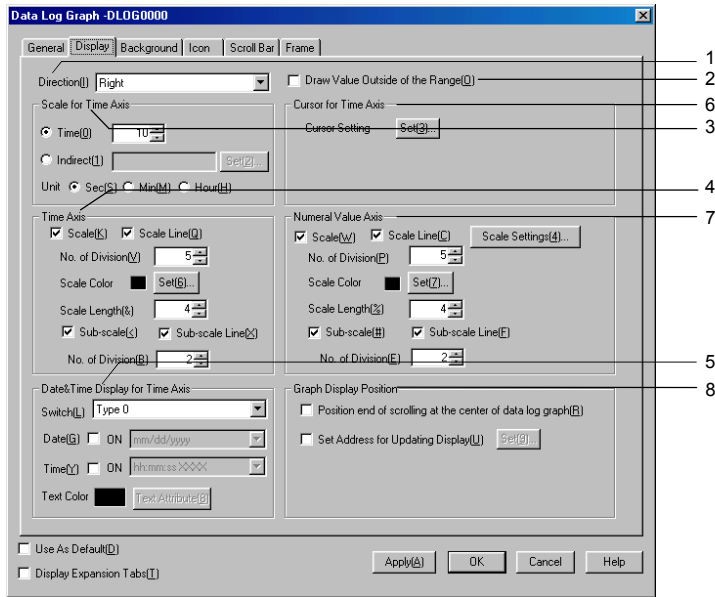 Data Log Graph -DLOG0000
General Display Background Icon Scroll Bar Frame
1
Direction(I) Right
Draw Value Outside of the Range(O)
2
Scale for Time Axis
Cursor for Time Axis
6
Time(0) 10
Cursor Setting Set(3)...
3
Indirect(1) Set(2)...
Unit Sec(S) Min(M) Hour(H)
4
Time Axis
Numeral Value Axis
7
Scale(K) Scale Line(Q)
Scale(W) Scale Line(C) Scale Settings(4)...
No. of Division(V) 5
No. of Division(P) 5
Scale Color Set(6)...
Scale Color Set(7)...
Scale Length(&) 4
Scale Length(%) 4
Sub-scale(<) Sub-scale Line(X)
Sub-scale(#) Sub-scale Line(F)
No. of Division(B) 2
No. of Division(E) 2
5
Date&Time Display for Time Axis
Graph Display Position
8
Switch(L) Type 0
Position end of scrolling at the center of data log graph(R)
Date(G) ON mm/dd/yyyy
Set Address for Updating Display(U) Set(9)...
Time(Y) ON hh:mm:ss XXXX
Text Color Text Attribute(8)
Use As Default(D)
Display Expansion Tabs(T)
Apply(A) OK Cancel Help